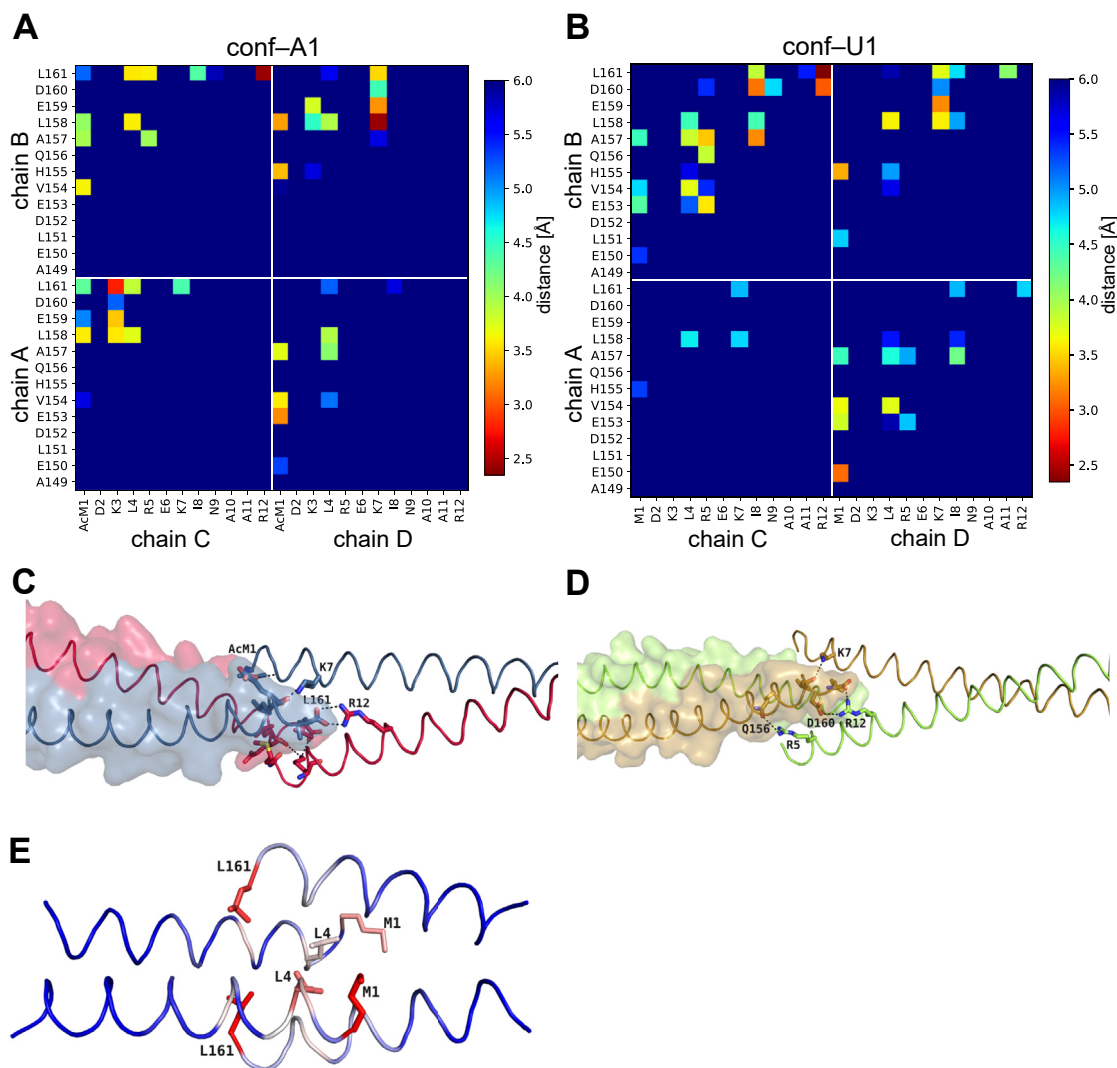 A
conf–A1
chain B
L161
D160
E159
L158
A157
Q156
H155
V154
E153
D152
L151
E150
A149
chain A
L161
D160
E159
L158
A157
Q156
H155
V154
E153
D152
L151
E150
A149
AcM1 D2 K3 L4 R5 E6 K7 I8 N9 A10 A11 R12
AcM1 D2 K3 L4 R5 E6 K7 I8 N9 A10 A11 R12
chain C chain D
6.0
5.5
5.0
4.5
4.0
3.5
3.0
2.5
distance [Å]
B
conf–U1
chain B
L161
D160
E159
L158
A157
Q156
H155
V154
E153
D152
L151
E150
A149
chain A
L161
D160
E159
L158
A157
Q156
H155
V154
E153
D152
L151
E150
A149
M1 D2 K3 L4 R5 E6 K7 I8 N9 A10 A11 R12
M1 D2 K3 L4 R5 E6 K7 I8 N9 A10 A11 R12
chain C chain D
6.0
5.5
5.0
4.5
4.0
3.5
3.0
2.5
distance [Å]
C
AcM1
K7
L161
R12
D
K7
Q156
D160
R12
R5
E
L161
M1
L4
L4
M1
L161